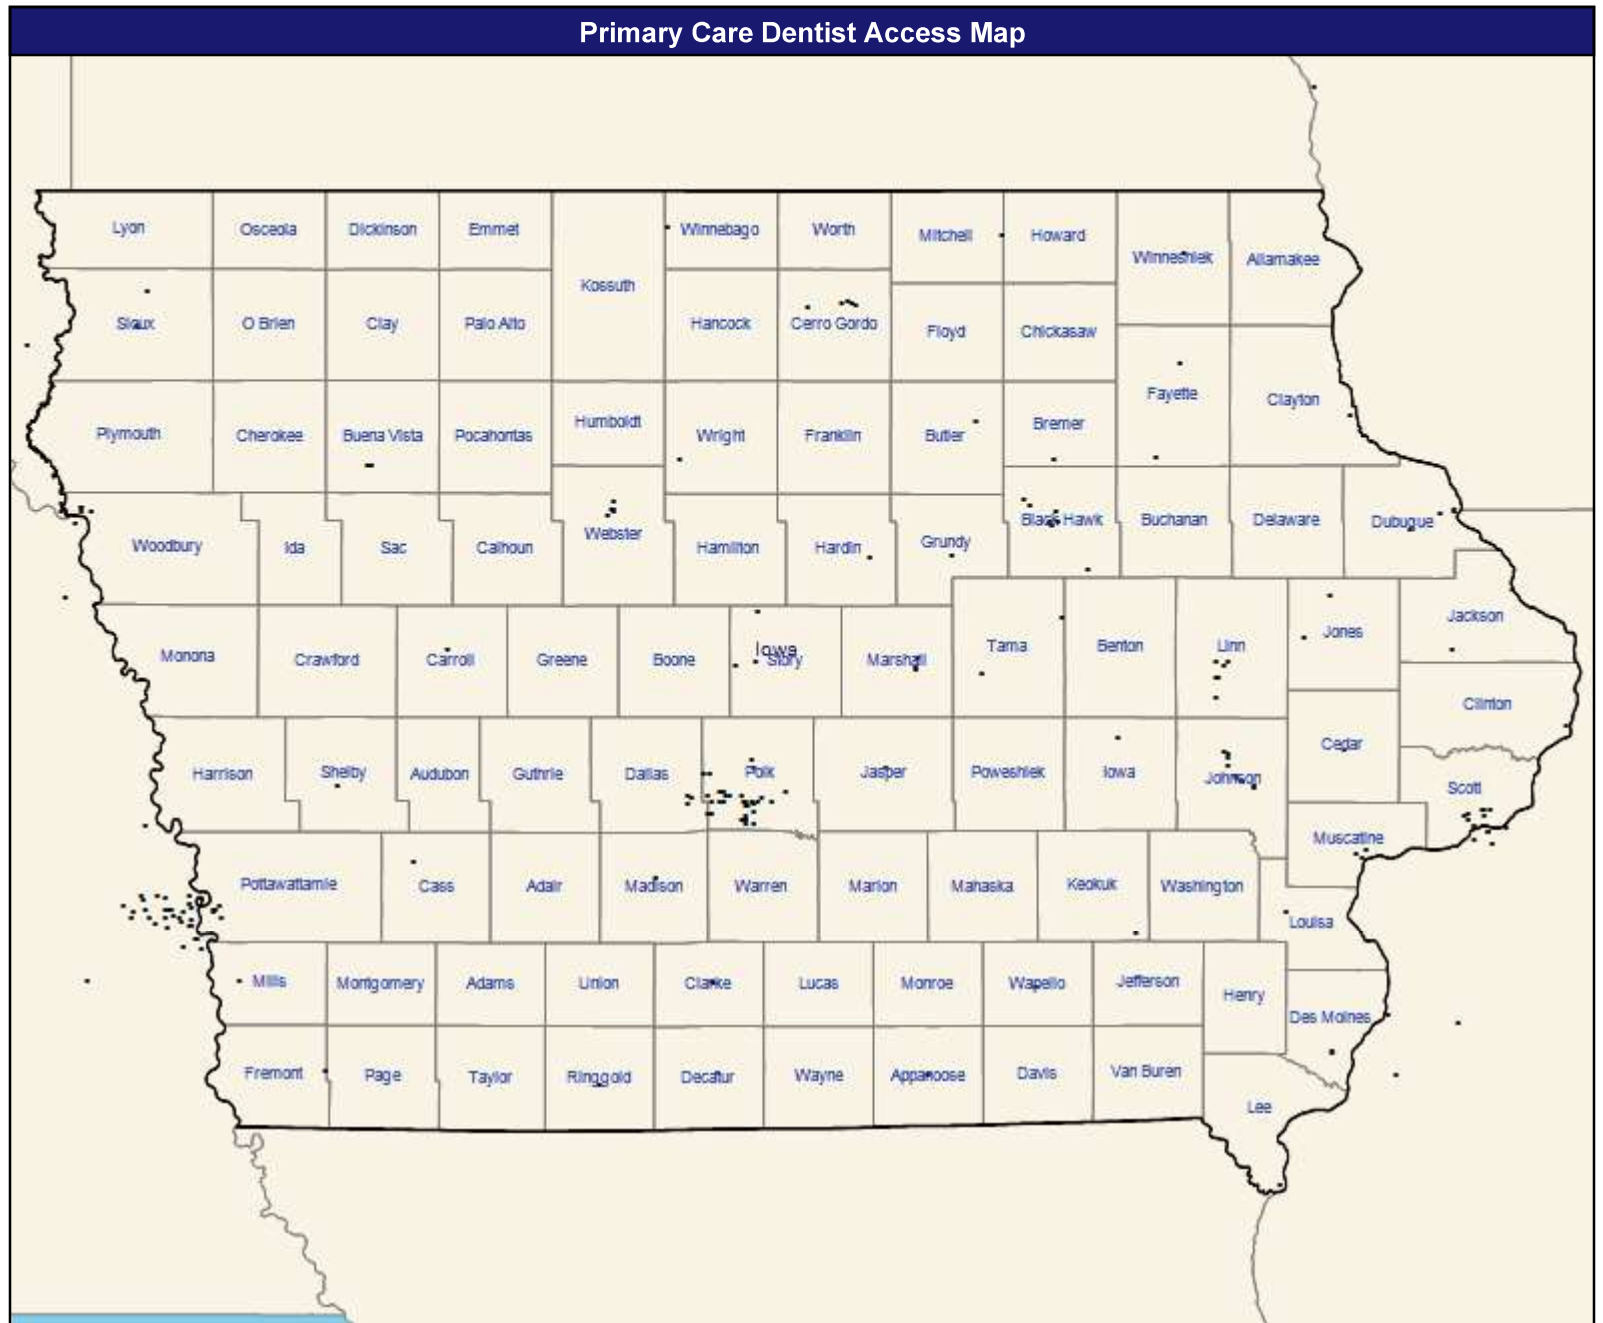 Primary Care Dentist Access Map
Lyon
Osceola
Dickinson
Emmet
Winnebago
Worth
Mitchell
Howard
Winneshiek
Allamakee
Kossuth
Sioux
O Brien
Clay
Palo Alto
Hancock
Cerro Gordo
Floyd
Chickasaw
Fayette
Clayton
Plymouth
Cherokee
Buena Vista
Pocahontas
Humboldt
Wright
Franklin
Butler
Bremer
Woodbury
Ida
Sac
Calhoun
Webster
Hamilton
Hardin
Grundy
Black Hawk
Buchanan
Delaware
Dubuque
Monona
Crawford
Carroll
Greene
Boone
Iowa
Story
Marshall
Tama
Benton
Linn
Jones
Jackson
Clinton
Cedar
Harrison
Shelby
Audubon
Guthrie
Dallas
Polk
Jasper
Poweshiek
Iowa
Johnson
Scott
Muscatine
Pottawattamie
Cass
Adair
Madison
Warren
Marion
Mahaska
Keokuk
Washington
Louisa
Mills
Montgomery
Adams
Union
Clarke
Lucas
Monroe
Wapello
Jefferson
Henry
Des Moines
Fremont
Page
Taylor
Ringgold
Decatur
Wayne
Appanoose
Davis
Van Buren
Lee